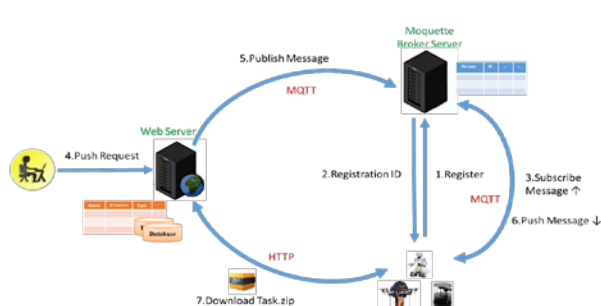 Moquette
Broker Server
5.Publish Message
MQTT
Web Server
4.Push Request
2.Registration ID
1.Register
3.Subscribe
Message ↑
MQTT
6.Push Message ↓
Database
HTTP
7.Download Task.zip